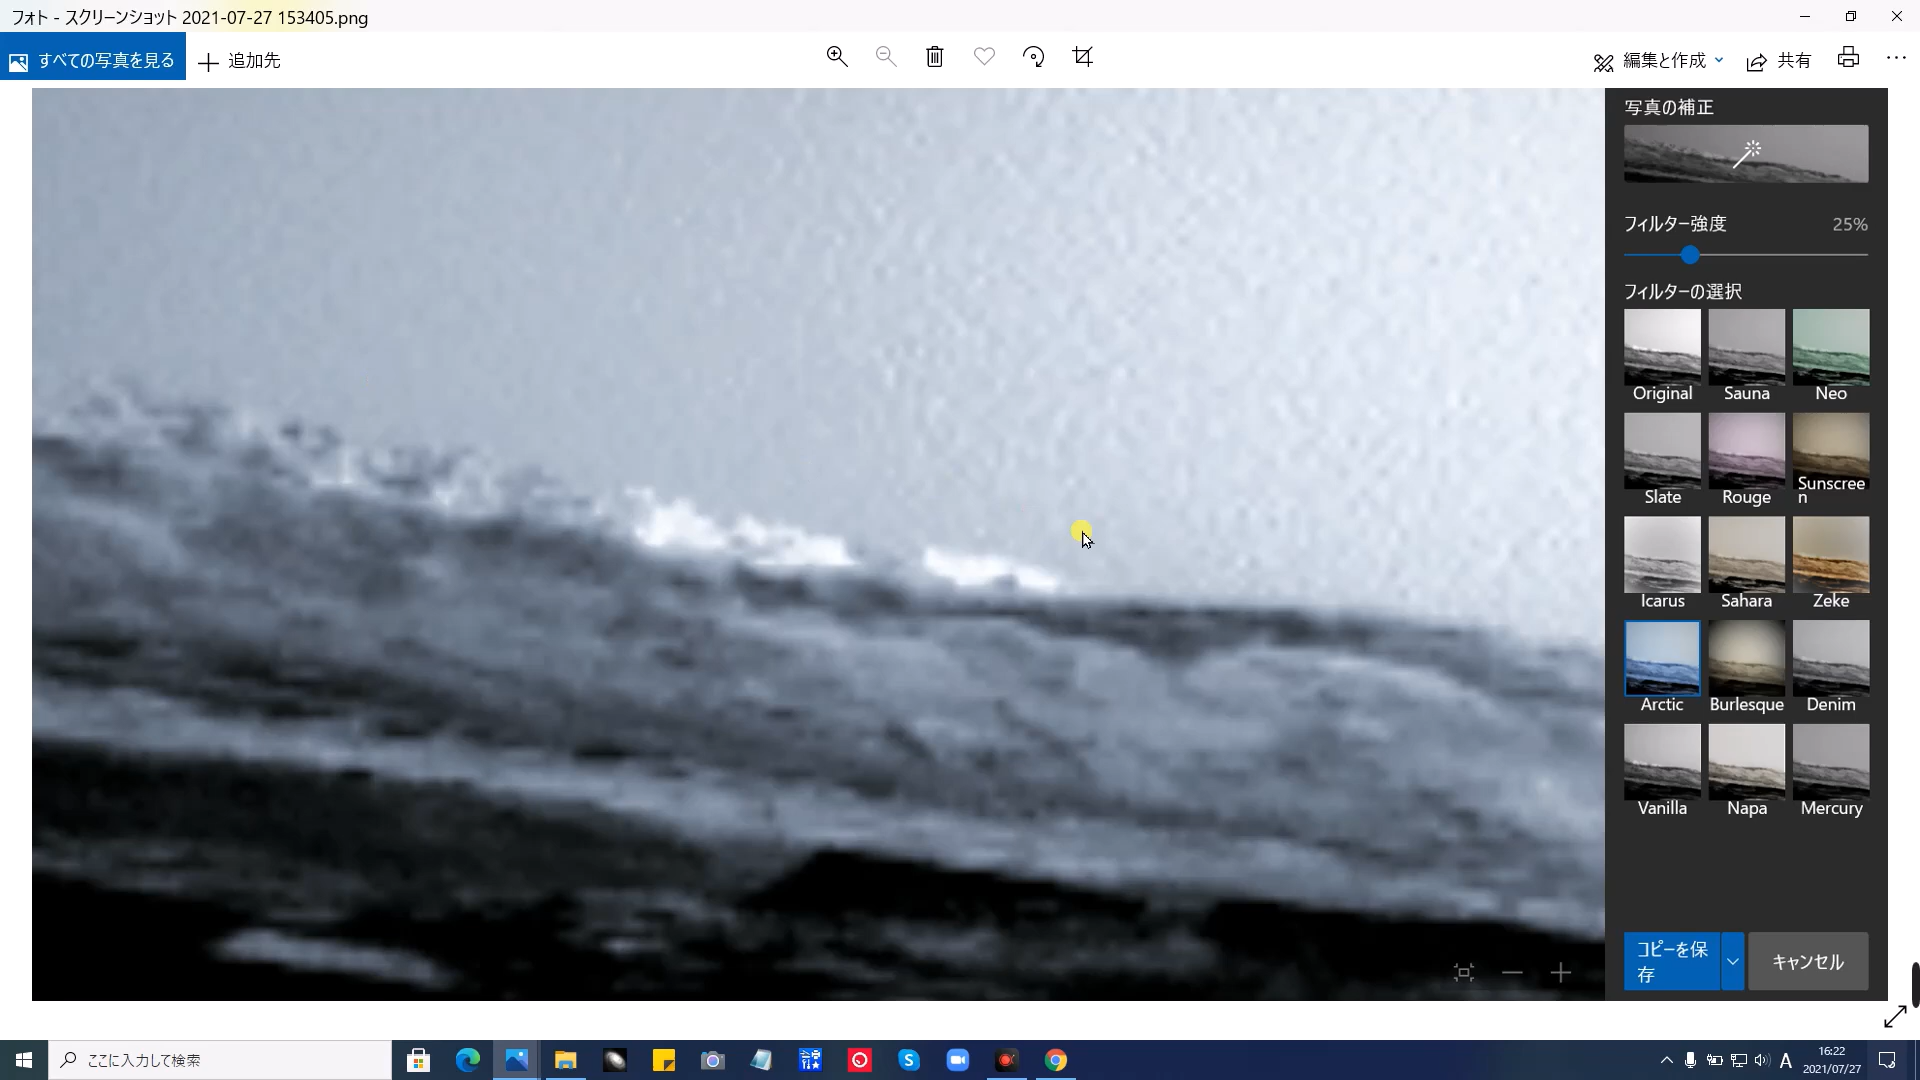 フォト - スクリーンショット 2021-07-27 153405.png
すべての写真を見る
追加先
編集と作成
共有
写真の補正
フィルター強度 25%
フィルターの選択
Original Sauna Neo
Slate Rouge Sunscree
n
Icarus Sahara Zeke
Arctic Burlesque Denim
Vanilla Napa Mercury
コピーを保
存
キャンセル
ここに入力して検索
A
16:22
2021/07/27